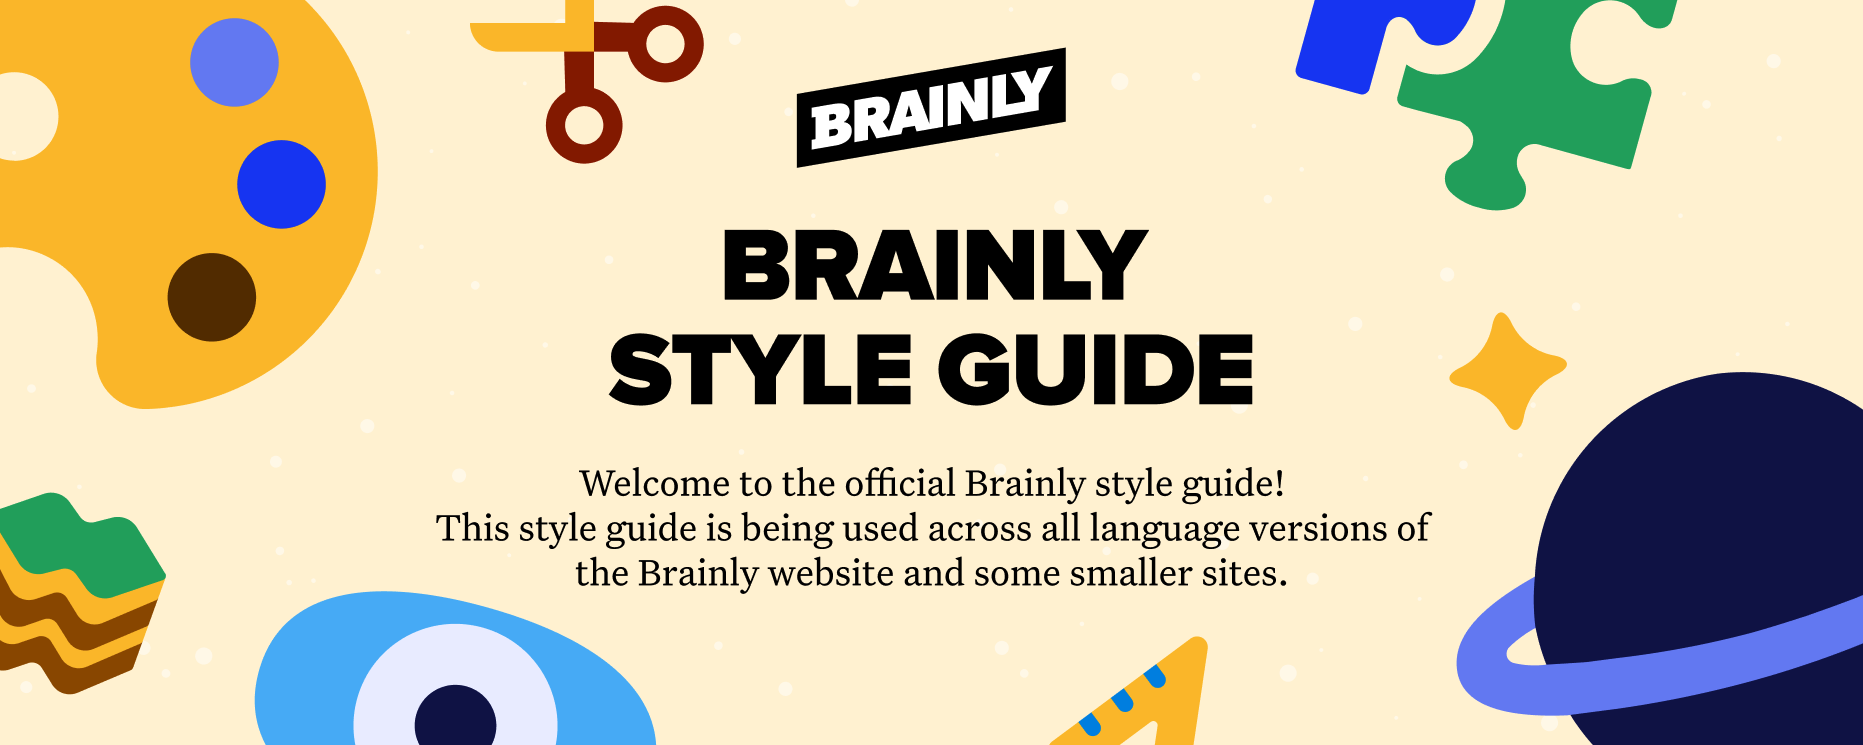 BRAINLY
BRAINLY
STYLE GUIDE
Welcome to the official Brainly style guide!
This style guide is being used across all language versions of
the Brainly website and some smaller sites.